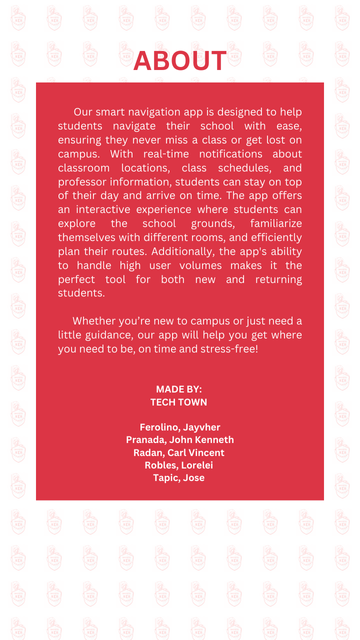 ABOUT
Our smart navigation app is designed to help
students navigate their school with ease,
ensuring they never miss a class or get lost on
campus. With real-time notifications about
classroom locations, class schedules, and
professor information, students can stay on top
of their day and arrive on time. The app offers
an interactive experience where students can
explore the school grounds, familiarize
themselves with different rooms, and efficiently
plan their routes. Additionally, the app's ability
to handle high user volumes makes it the
perfect tool for both new and returning
students.
Whether you're new to campus or just need a
little guidance, our app will help you get where
you need to be, on time and stress-free!
MADE BY:
TECH TOWN
Ferolino, Jayvher
Pranada, John Kenneth
Radan, Carl Vincent
Robles, Lorelei
Tapic, Jose